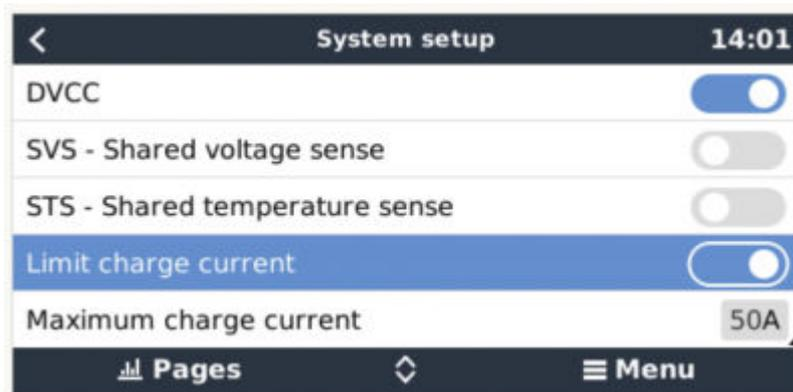 System setup 14:01
DVCC
SVS - Shared voltage sense
STS - Shared temperature sense
Limit charge current
Maximum charge current 50A
Pages Menu